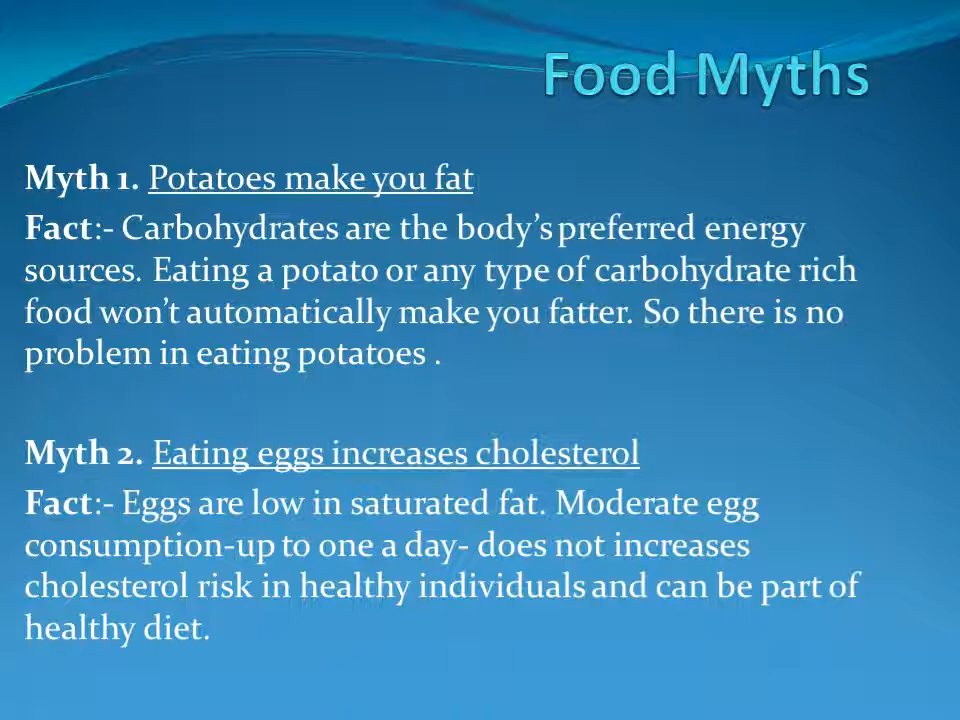 Food Myths
Myth 1. Potatoes make you fat
Fact:- Carbohydrates are the body’s preferred energy
sources. Eating a potato or any type of carbohydrate rich
food won’t automatically make you fatter. So there is no
problem in eating potatoes .
Myth 2. Eating eggs increases cholesterol
Fact:- Eggs are low in saturated fat. Moderate egg
consumption-up to one a day- does not increases
cholesterol risk in healthy individuals and can be part of
healthy diet.